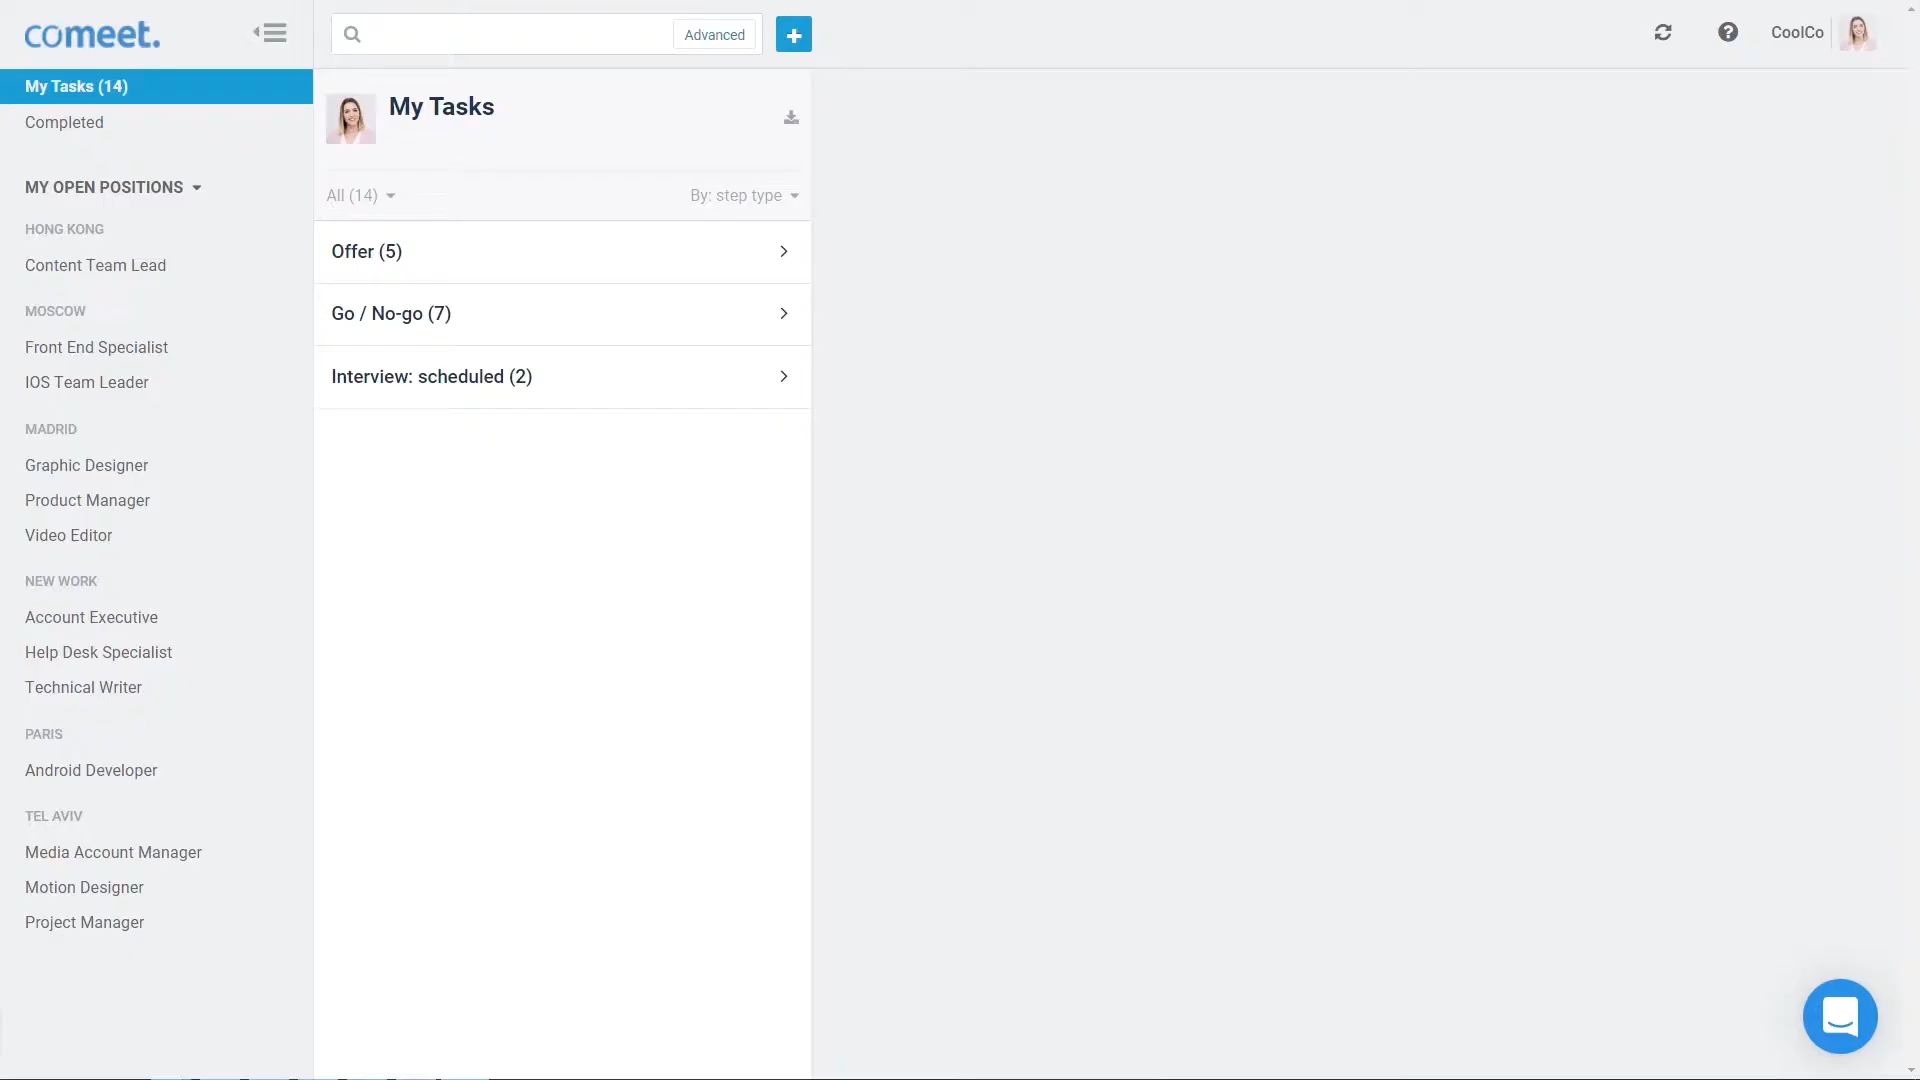 comeet.
Advanced
CoolCo
My Tasks (14)
Completed
MY OPEN POSITIONS
HONG KONG
Content Team Lead
MOSCOW
Front End Specialist
IOS Team Leader
MADRID
Graphic Designer
Product Manager
Video Editor
NEW WORK
Account Executive
Help Desk Specialist
Technical Writer
PARIS
Android Developer
TEL AVIV
Media Account Manager
Motion Designer
Project Manager
My Tasks
All (14)
By: step type
Offer (5)
Go / No-go (7)
Interview: scheduled (2)